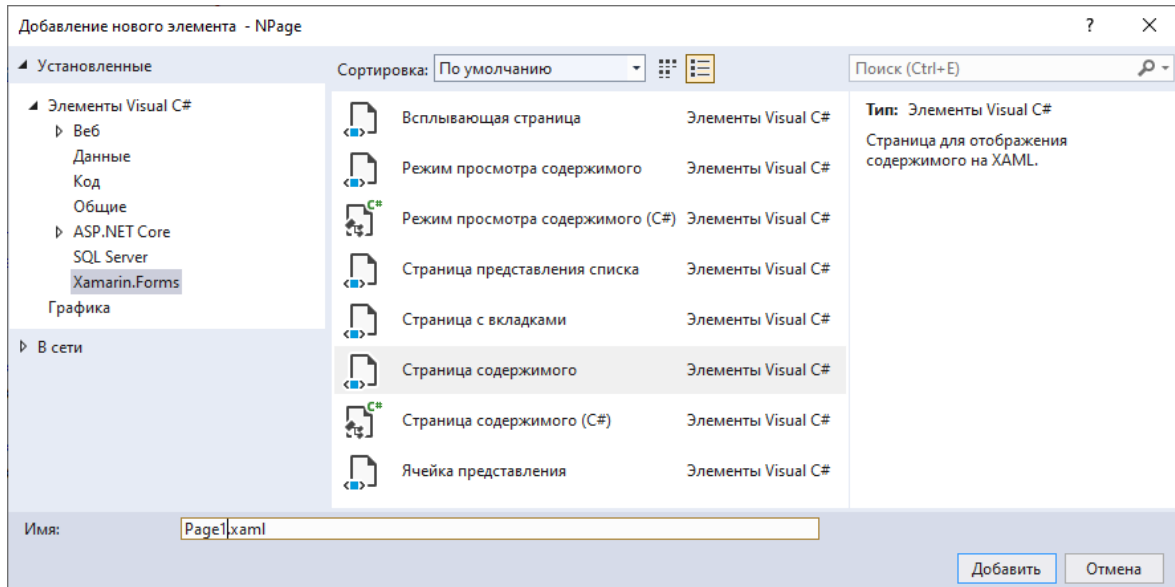 Добавление нового элемента - NPage
Установленные
Сортировка: По умолчанию
Поиск (Ctrl+E)
Элементы Visual C#
Веб
Данные
Код
Общие
ASP.NET Core
SQL Server
Xamarin.Forms
Графика
В сети
Всплывающая страница Элементы Visual C#
Режим просмотра содержимого Элементы Visual C#
C#
Режим просмотра содержимого (C#) Элементы Visual C#
Страница представления списка Элементы Visual C#
Страница с вкладками Элементы Visual C#
Страница содержимого Элементы Visual C#
C#
Страница содержимого (C#) Элементы Visual C#
Ячейка представления Элементы Visual C#
Тип: Элементы Visual C#
Страница для отображения
содержимого на XAML.
Имя: Page1.xaml
Добавить Отмена